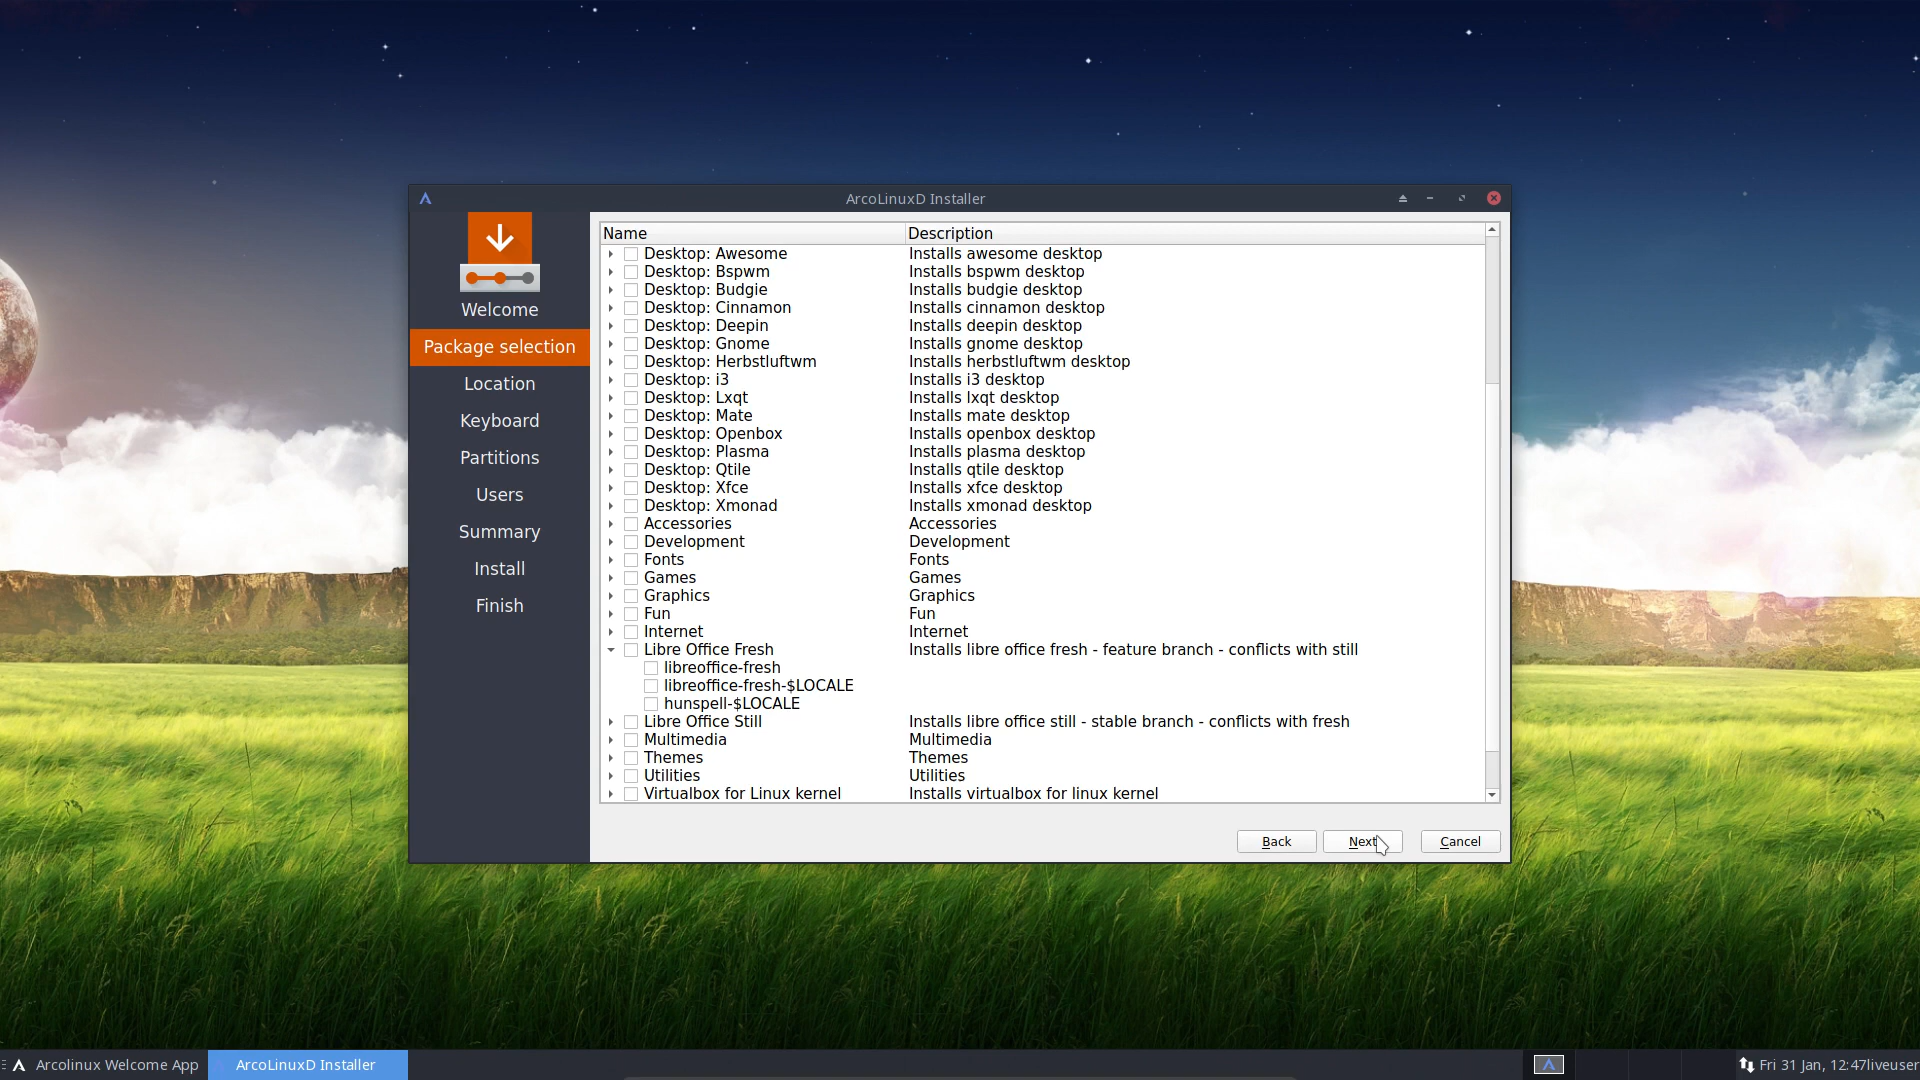 ArcoLinuxD Installer
Welcome
Package selection
Location
Keyboard
Partitions
Users
Summary
Install
Finish
Name Description
Desktop: Awesome Installs awesome desktop
Desktop: Bspwm Installs bspwm desktop
Desktop: Budgie Installs budgie desktop
Desktop: Cinnamon Installs cinnamon desktop
Desktop: Deepin Installs deepin desktop
Desktop: Gnome Installs gnome desktop
Desktop: Herbstluftwm Installs herbstluftwm desktop
Desktop: i3 Installs i3 desktop
Desktop: Lxqt Installs lxqt desktop
Desktop: Mate Installs mate desktop
Desktop: Openbox Installs openbox desktop
Desktop: Plasma Installs plasma desktop
Desktop: Qtile Installs qtile desktop
Desktop: Xfce Installs xfce desktop
Desktop: Xmonad Installs xmonad desktop
Accessories Accessories
Development Development
Fonts Fonts
Games Games
Graphics Graphics
Fun Fun
Internet Internet
Libre Office Fresh Installs libre office fresh - feature branch - conflicts with still
libreoffice-fresh
libreoffice-fresh-$LOCALE
hunspell-$LOCALE
Libre Office Still Installs libre office still - stable branch - conflicts with fresh
Multimedia Multimedia
Themes Themes
Utilities Utilities
Virtualbox for Linux kernel Installs virtualbox for linux kernel
Back Next Cancel
Arcolinux Welcome App ArcoLinuxD Installer Fri 31 Jan, 12:47liveuser